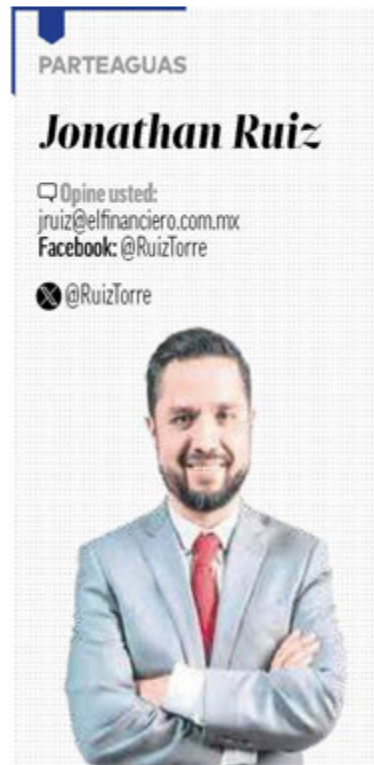 PARTEAGUAS
Jonathan Ruiz
Opine usted:
jruiz@elfinanciero.com.mx
Facebook: @RuizTorre
@RuizTorre